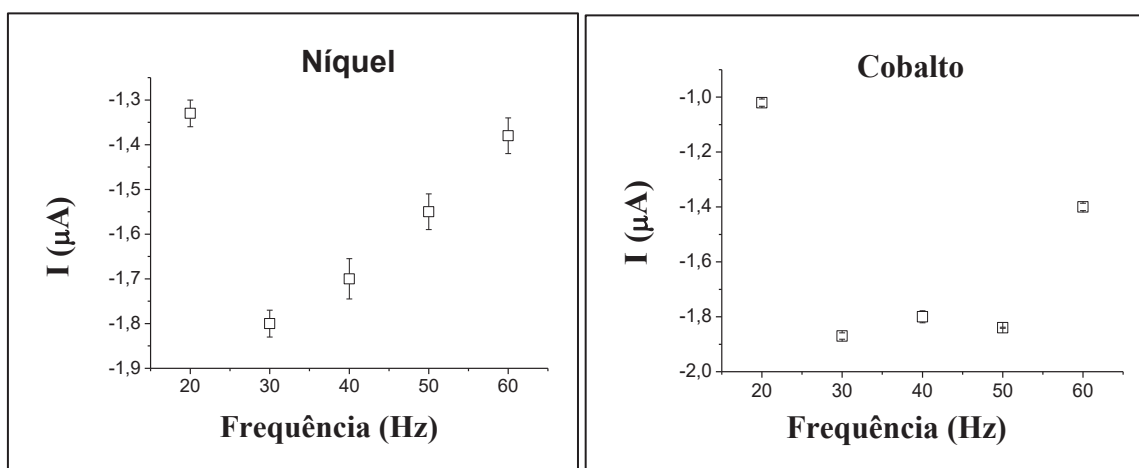 Níquel
-1,3
-1,4
-1,5
-1,6
-1,7
-1,8
-1,9
I (µA)
20 30 40 50 60
Frequência (Hz)
Cobalto
-1,0
-1,2
-1,4
-1,6
-1,8
-2,0
I (µA)
20 30 40 50 60
Frequência (Hz)